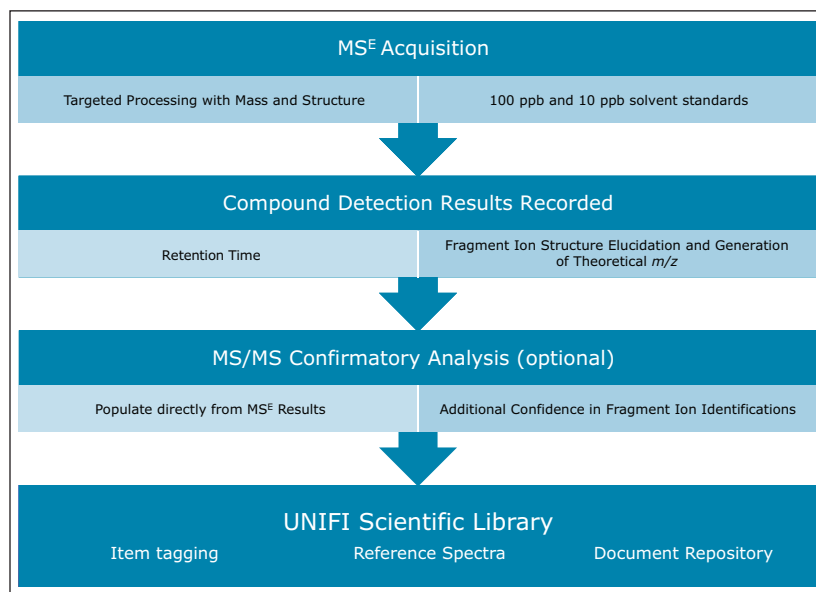 MSᴱ Acquisition
Targeted Processing with Mass and Structure
100 ppb and 10 ppb solvent standards
Compound Detection Results Recorded
Retention Time
Fragment Ion Structure Elucidation and Generation
of Theoretical m/z
MS/MS Confirmatory Analysis (optional)
Populate directly from MSᴱ Results
Additional Confidence in Fragment Ion Identifications
UNIFI Scientific Library
Item tagging
Reference Spectra
Document Repository